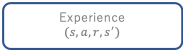 Experience
(s, a, r, s′)